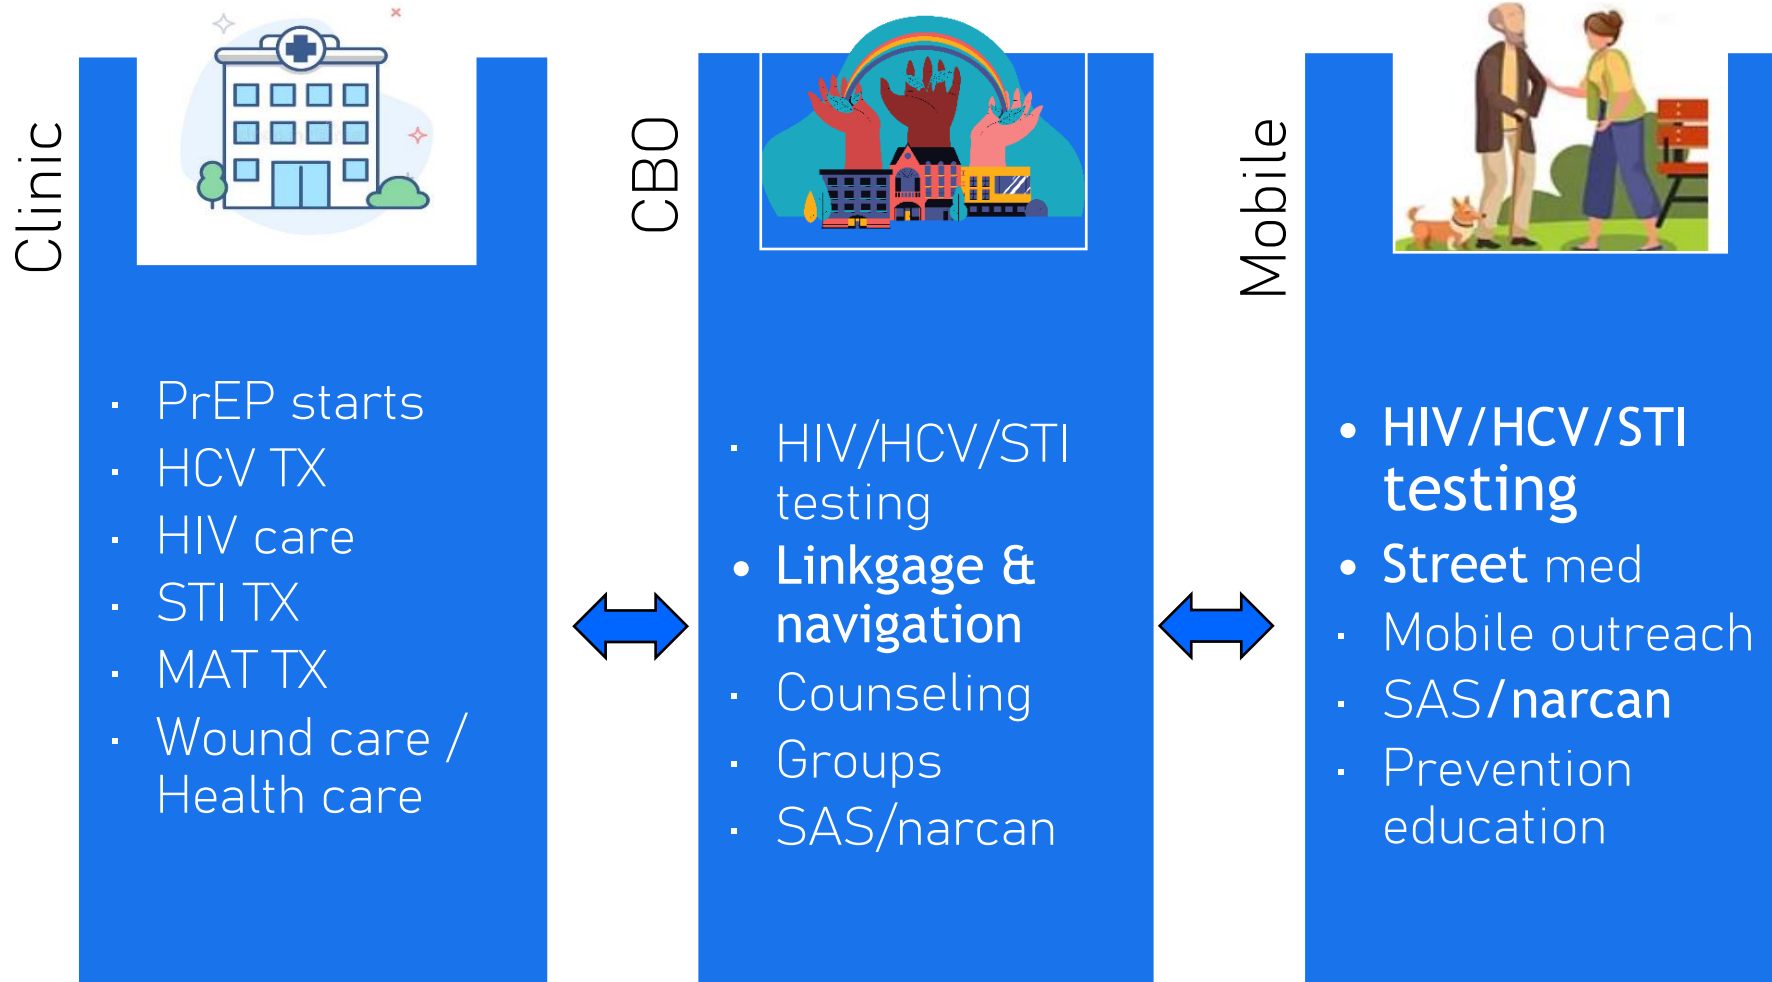 Clinic
· PrEP starts
· HCV TX
· HIV care
· STI TX
· MAT TX
· Wound care /
Health care
CBO
· HIV/HCV/STI
testing
• Linkgage &
navigation
· Counseling
· Groups
· SAS/narcan
Mobile
• HIV/HCV/STI
testing
• Street med
· Mobile outreach
· SAS/narcan
· Prevention
education